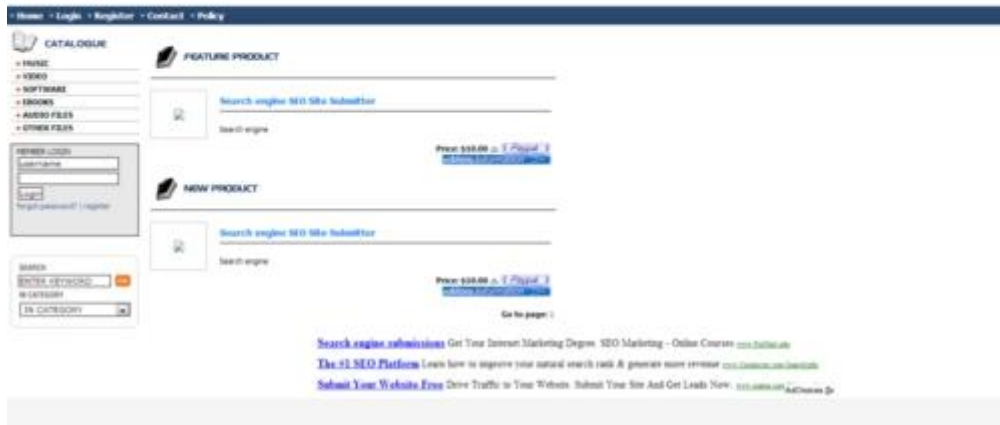 Home Login Register Contact Policy
CATALOGUE
MUSIC
VIDEO
SOFTWARE
EBOOKS
AUDIO FILES
OTHER FILES
MEMBER LOGIN
username
Login
forgot password? | register
SEARCH
ENTER KEYWORD
IN CATEGORY
IN CATEGORY
FEATURE PRODUCT
Search engine SEO Site Submitter
Search engine
Price: $10.00
NEW PRODUCT
Search engine SEO Site Submitter
Search engine
Price: $10.00
Go to page: 1
Search engine submissions Get Your Internet Marketing Degree. SEO Marketing - Online Courses
The #1 SEO Platform Learn how to improve your natural search rank & generate more revenue
Submit Your Website Free Drive Traffic to Your Website. Submit Your Site And Get Leads Now.
AdChoices